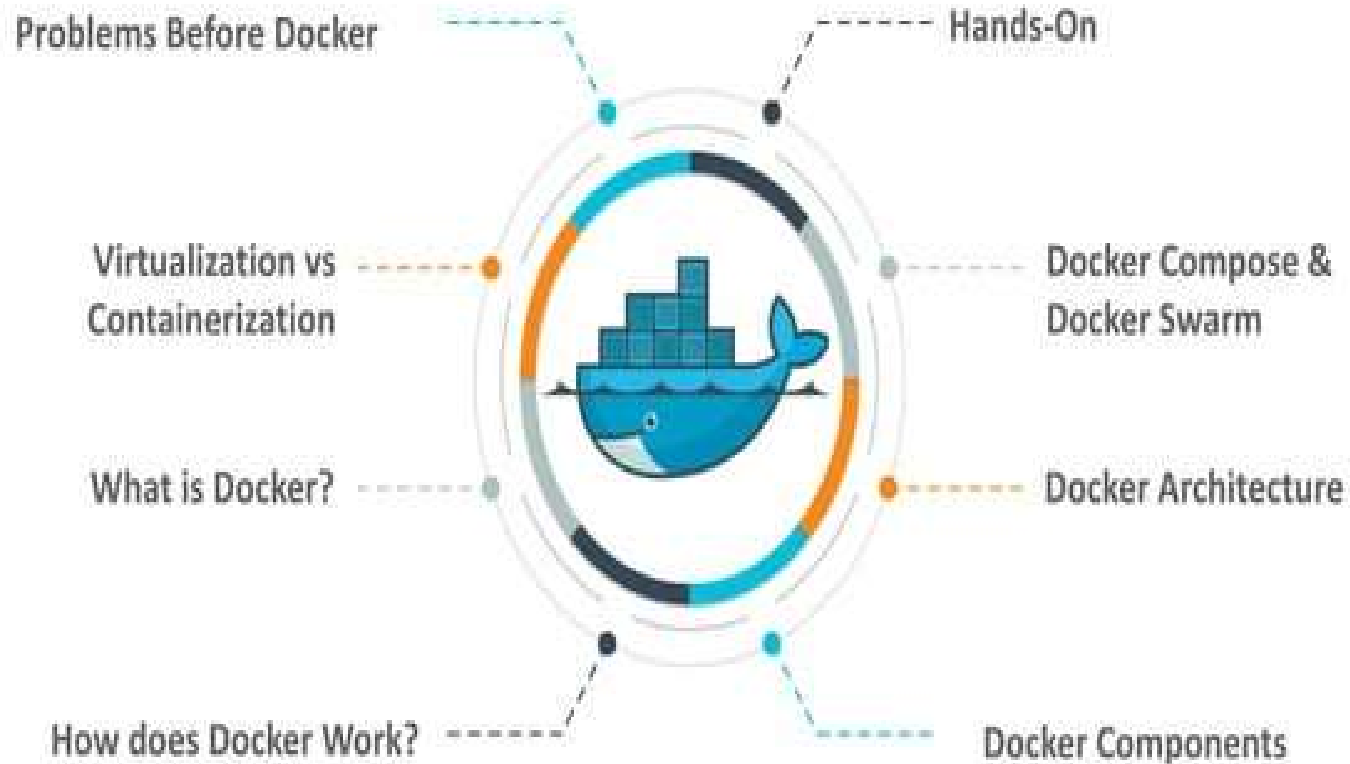 Problems Before Docker
Hands-On
Virtualization vs
Containerization
Docker Compose &
Docker Swarm
What is Docker?
Docker Architecture
How does Docker Work?
Docker Components